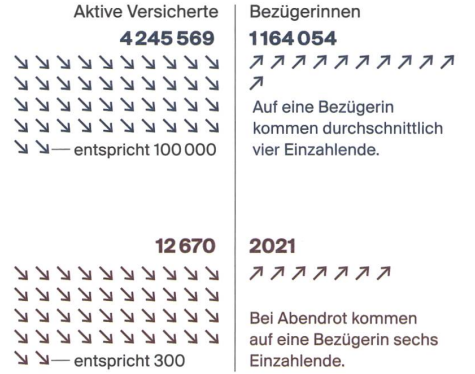 Aktive Versicherte
4 245 569
entspricht 100 000
Bezügerinnen
1 164 054
Auf eine Bezügerin
kommen durchschnittlich
vier Einzahlende.
12 670
entspricht 300
2021
Bei Abendrot kommen
auf eine Bezügerin sechs
Einzahlende.